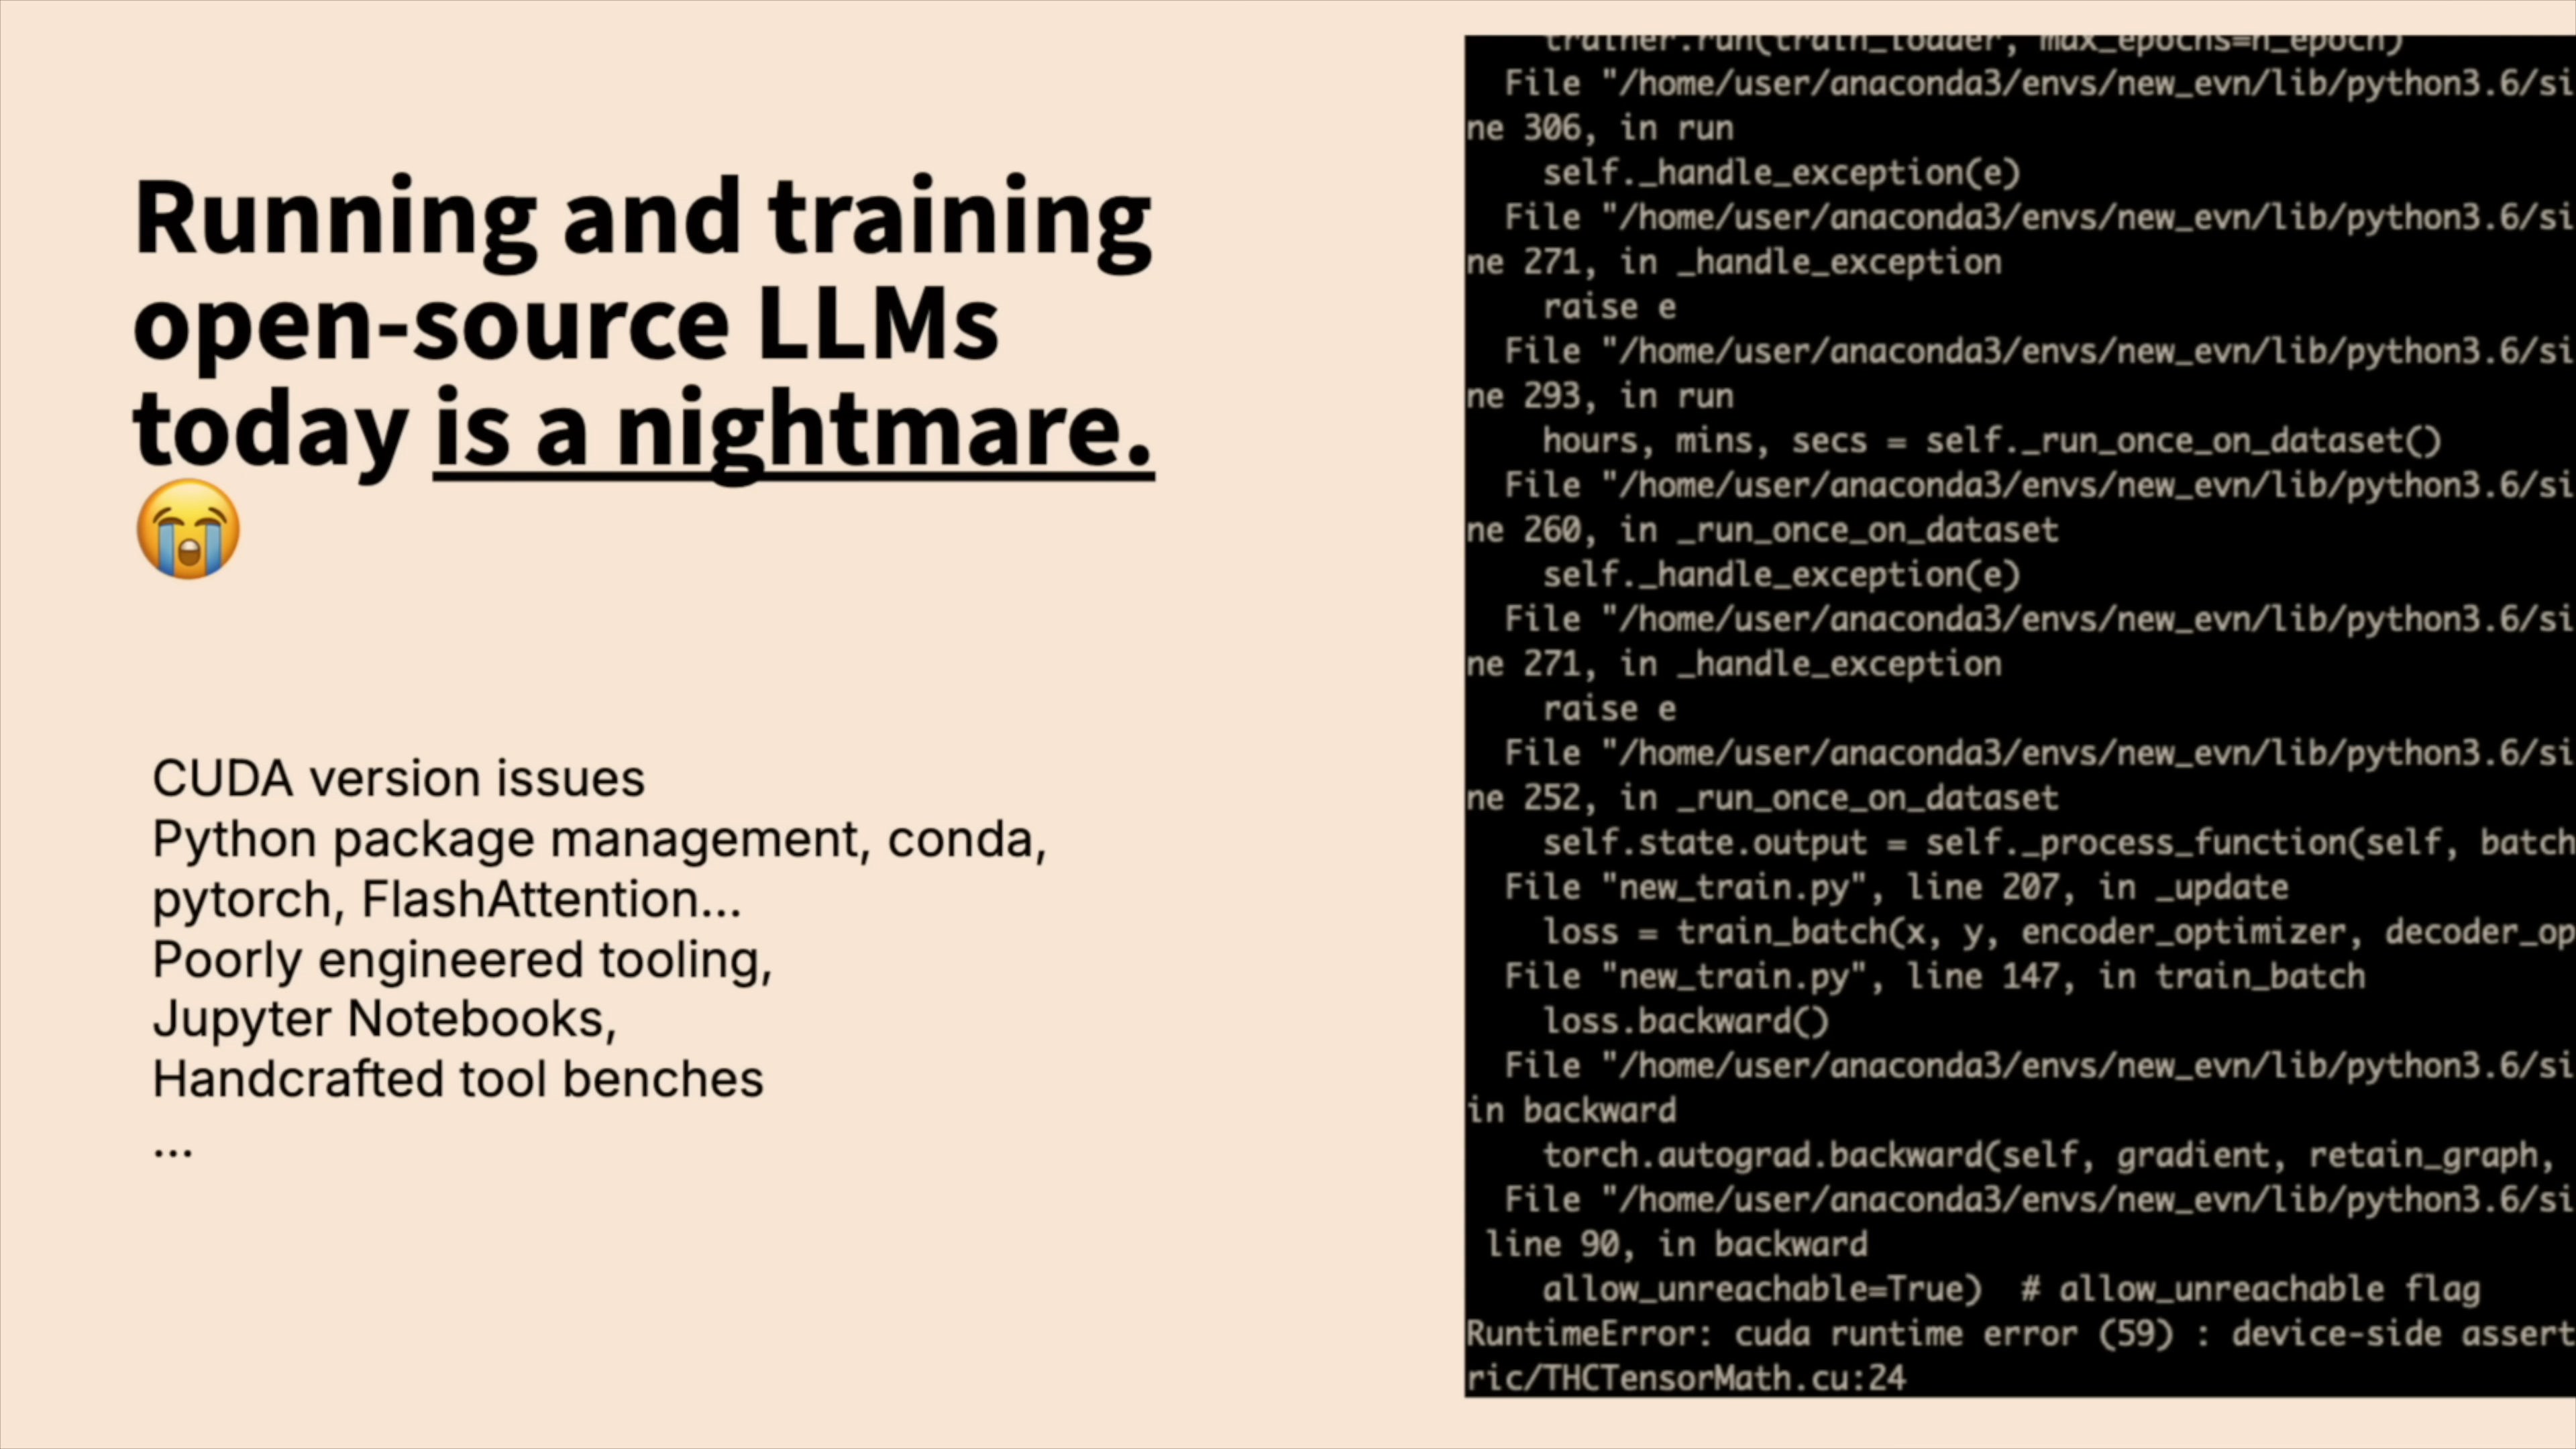 Running and training
open-source LLMs
today is a nightmare.
😭
CUDA version issues
Python package management, conda,
pytorch, FlashAttention...
Poorly engineered tooling,
Jupyter Notebooks,
Handcrafted tool benches
...
trainer.run(train_loader, max_epochs=n_epoch)
File "/home/user/anaconda3/envs/new_evn/lib/python3.6/si
ne 306, in run
self._handle_exception(e)
File "/home/user/anaconda3/envs/new_evn/lib/python3.6/si
ne 271, in _handle_exception
raise e
File "/home/user/anaconda3/envs/new_evn/lib/python3.6/si
ne 293, in run
hours, mins, secs = self._run_once_on_dataset()
File "/home/user/anaconda3/envs/new_evn/lib/python3.6/si
ne 260, in _run_once_on_dataset
self._handle_exception(e)
File "/home/user/anaconda3/envs/new_evn/lib/python3.6/si
ne 271, in _handle_exception
raise e
File "/home/user/anaconda3/envs/new_evn/lib/python3.6/si
ne 252, in _run_once_on_dataset
self.state.output = self._process_function(self, batch
File "new_train.py", line 207, in _update
loss = train_batch(x, y, encoder_optimizer, decoder_op
File "new_train.py", line 147, in train_batch
loss.backward()
File "/home/user/anaconda3/envs/new_evn/lib/python3.6/si
in backward
torch.autograd.backward(self, gradient, retain_graph,
File "/home/user/anaconda3/envs/new_evn/lib/python3.6/si
line 90, in backward
allow_unreachable=True)  # allow_unreachable flag
RuntimeError: cuda runtime error (59) : device-side assert
ric/THCTensorMath.cu:24